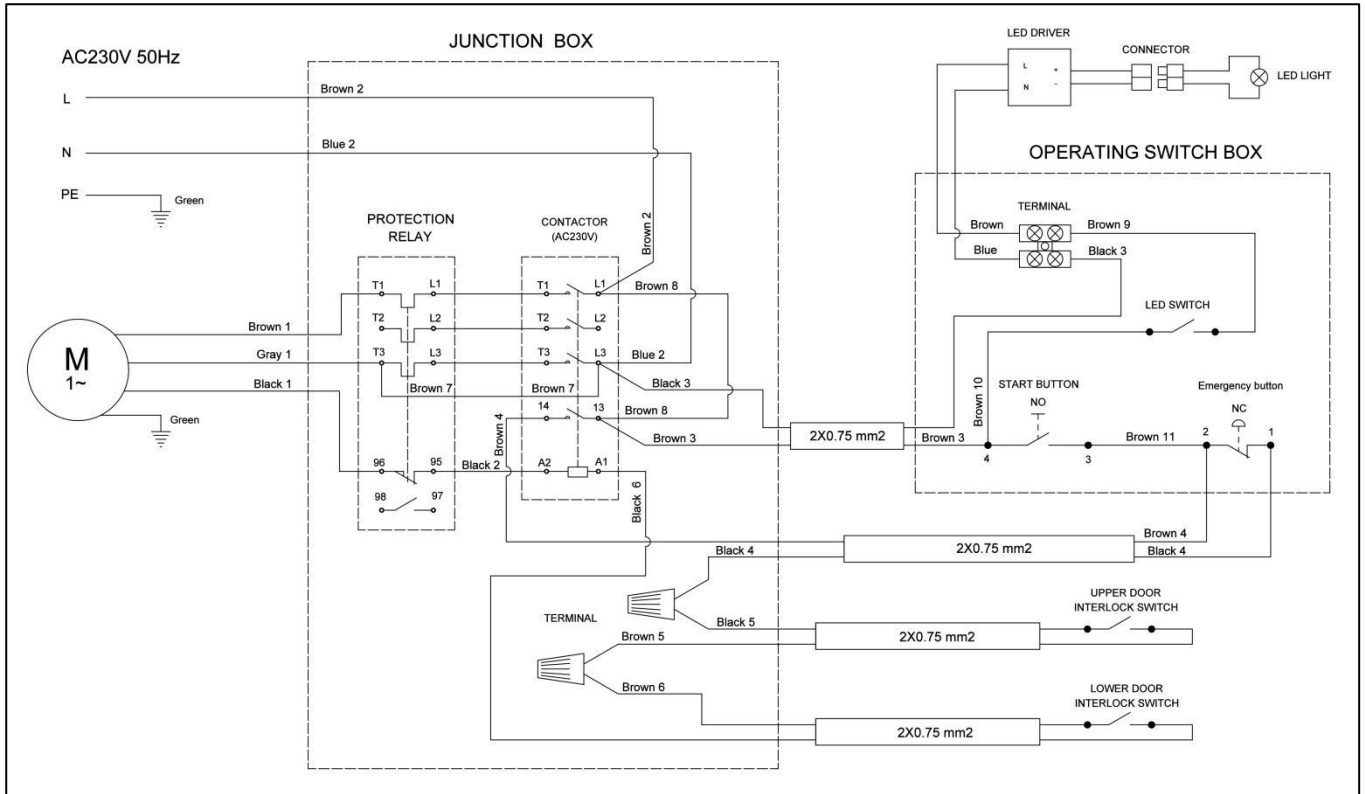 JUNCTION BOX
AC230V 50Hz
L
Brown 2
N
Blue 2
PE
Green
PROTECTION
RELAY
CONTACTOR
(AC230V)
Brown 2
T1
L1
T1
L1
Brown 8
T2
L2
T2
L2
T3
L3
T3
L3
Blue 2
Brown 7
Brown 7
Black 3
14
13
Brown 8
Brown 4
Brown 3
96
95
Black 2
A2
A1
98
97
Black 6
Brown 1
Gray 1
Black 1
M
1~
Green
LED DRIVER
L
+
N
-
CONNECTOR
LED LIGHT
OPERATING SWITCH BOX
TERMINAL
Brown
Brown 9
Blue
Black 3
LED SWITCH
Brown 10
START BUTTON
NO
Emergency button
NC
2X0.75 mm2
Brown 3
4
3
Brown 11
2
1
Brown 4
Black 4
2X0.75 mm2
Black 4
TERMINAL
Black 5
2X0.75 mm2
UPPER DOOR
INTERLOCK SWITCH
Brown 5
Brown 6
2X0.75 mm2
LOWER DOOR
INTERLOCK SWITCH